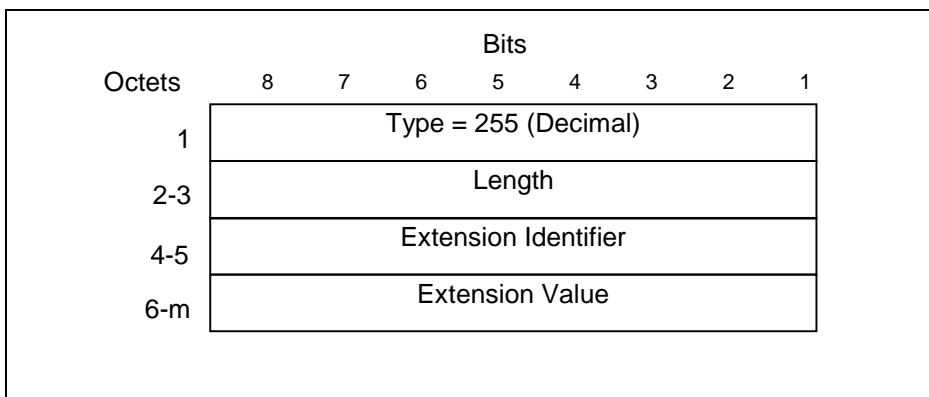 Bits
Octets 8 7 6 5 4 3 2 1
1 Type = 255 (Decimal)
2-3 Length
4-5 Extension Identifier
6-m Extension Value